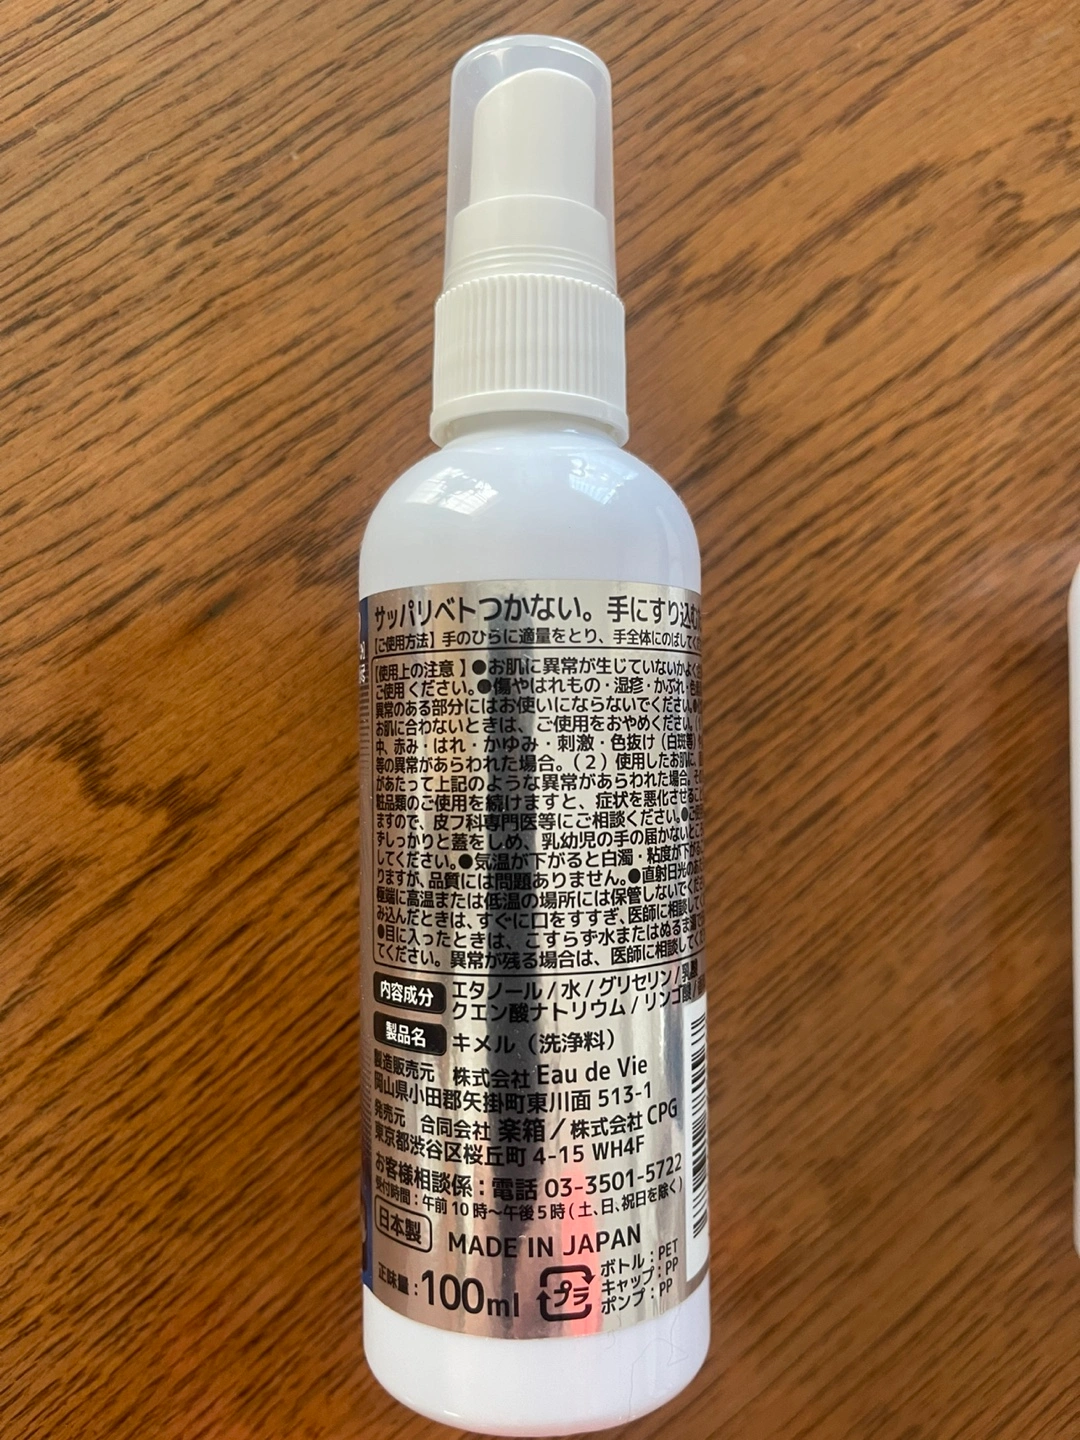 サッパリベトつかない。手にすり込む
【ご使用方法】手のひらに適量をとり、手全体にのばしてくだ
【使用上の注意】●お肌に異常が生じていないかよく
ご使用ください。●傷やはれもの・湿疹・かぶれ・色
異常のある部分にはお使いにならないでください。
お肌に合わないときは、ご使用をおやめください。
中、赤み・はれ・かゆみ・刺激・色抜け（白斑等）
等の異常があらわれた場合。（2）使用したお肌に、
があたって上記のような異常があらわれた場合。
粧品類のご使用を続けますと、症状を悪化させること
ますので、皮フ科専門医等にご相談ください。●ご使
ずしっかりと蓋をしめ、乳幼児の手の届かないところ
してください。●気温が下がると白濁・粘度が下が
りますが、品質には問題ありません。●直射日光のあた
極端に高温または低温の場所には保管しないでくださ
み込んだときは、すぐに口をすすぎ、医師に相談して
●目に入ったときは、こすらず水またはぬるま湯で
てください。異常が残る場合は、医師に相談してくだ
内容成分 エタノール/水/グリセリン/乳酸
クエン酸ナトリウム/リンゴ酸/
製品名 キメル（洗浄料）
製造販売元 株式会社 Eau de Vie
岡山県小田郡矢掛町東川面 513-1
発売元 合同会社 楽箱／株式会社 CPG
東京都渋谷区桜丘町 4-15 WH4F
お客様相談係：電話 03-3501-5722
受付時間：午前10時～午後5時(土、日、祝日を除く)
日本製 MADE IN JAPAN
正味量：100ml
プラ
ボトル：PET
キャップ：PP
ポンプ：PP